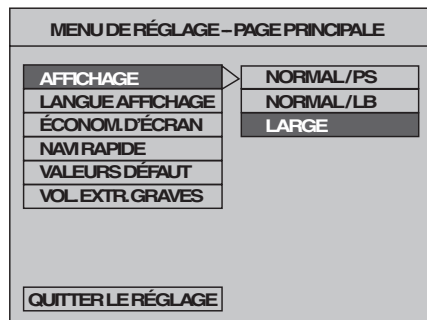 MENU DE RÉGLAGE – PAGE PRINCIPALE
AFFICHAGE
LANGUE AFFICHAGE
ÉCONOM. D'ÉCRAN
NAVI RAPIDE
VALEURS DÉFAUT
VOL. EXTR. GRAVES
NORMAL/PS
NORMAL/LB
LARGE
QUITTER LE RÉGLAGE